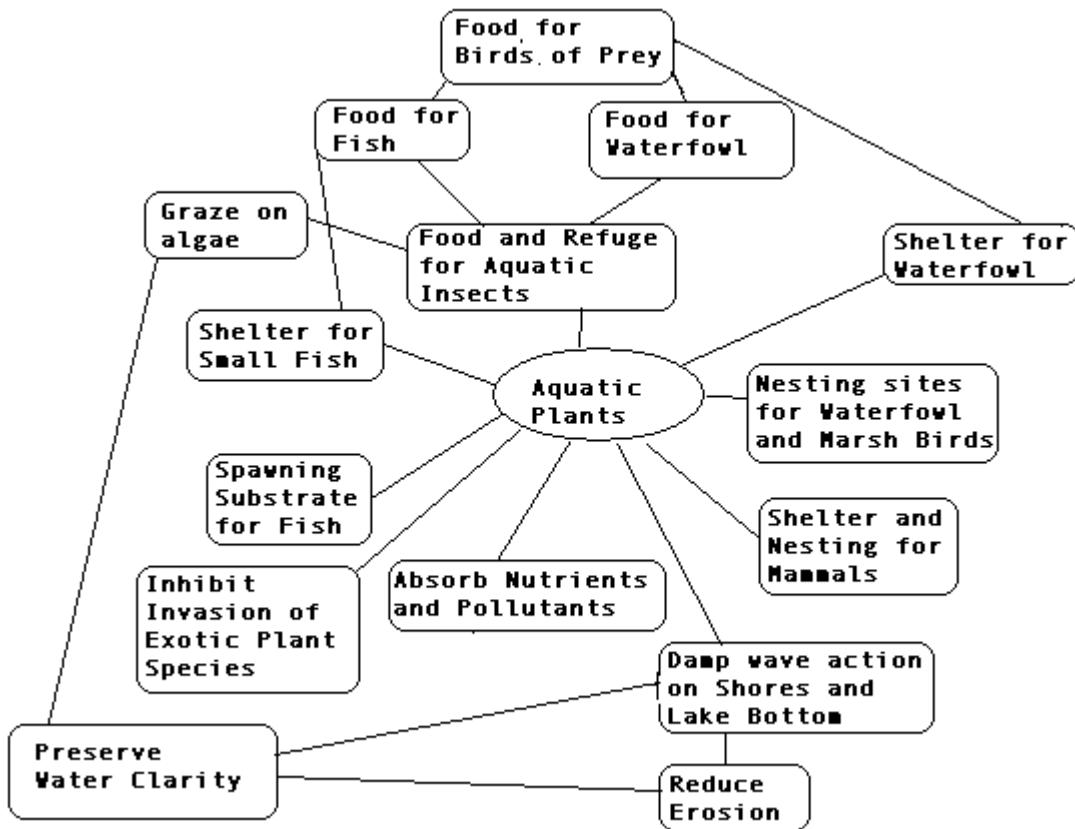 Food for
Birds of Prey
Food for
Fish
Food for
Waterfowl
Graze on
algae
Food and Refuge
for Aquatic
Insects
Shelter for
Waterfowl
Shelter for
Small Fish
Aquatic
Plants
Nesting sites
for Waterfowl
and Marsh Birds
Spawning
Substrate
for Fish
Shelter and
Nesting for
Mammals
Inhibit
Invasion of
Exotic Plant
Species
Absorb Nutrients
and Pollutants
Damp wave action
on Shores and
Lake Bottom
Preserve
Water Clarity
Reduce
Erosion